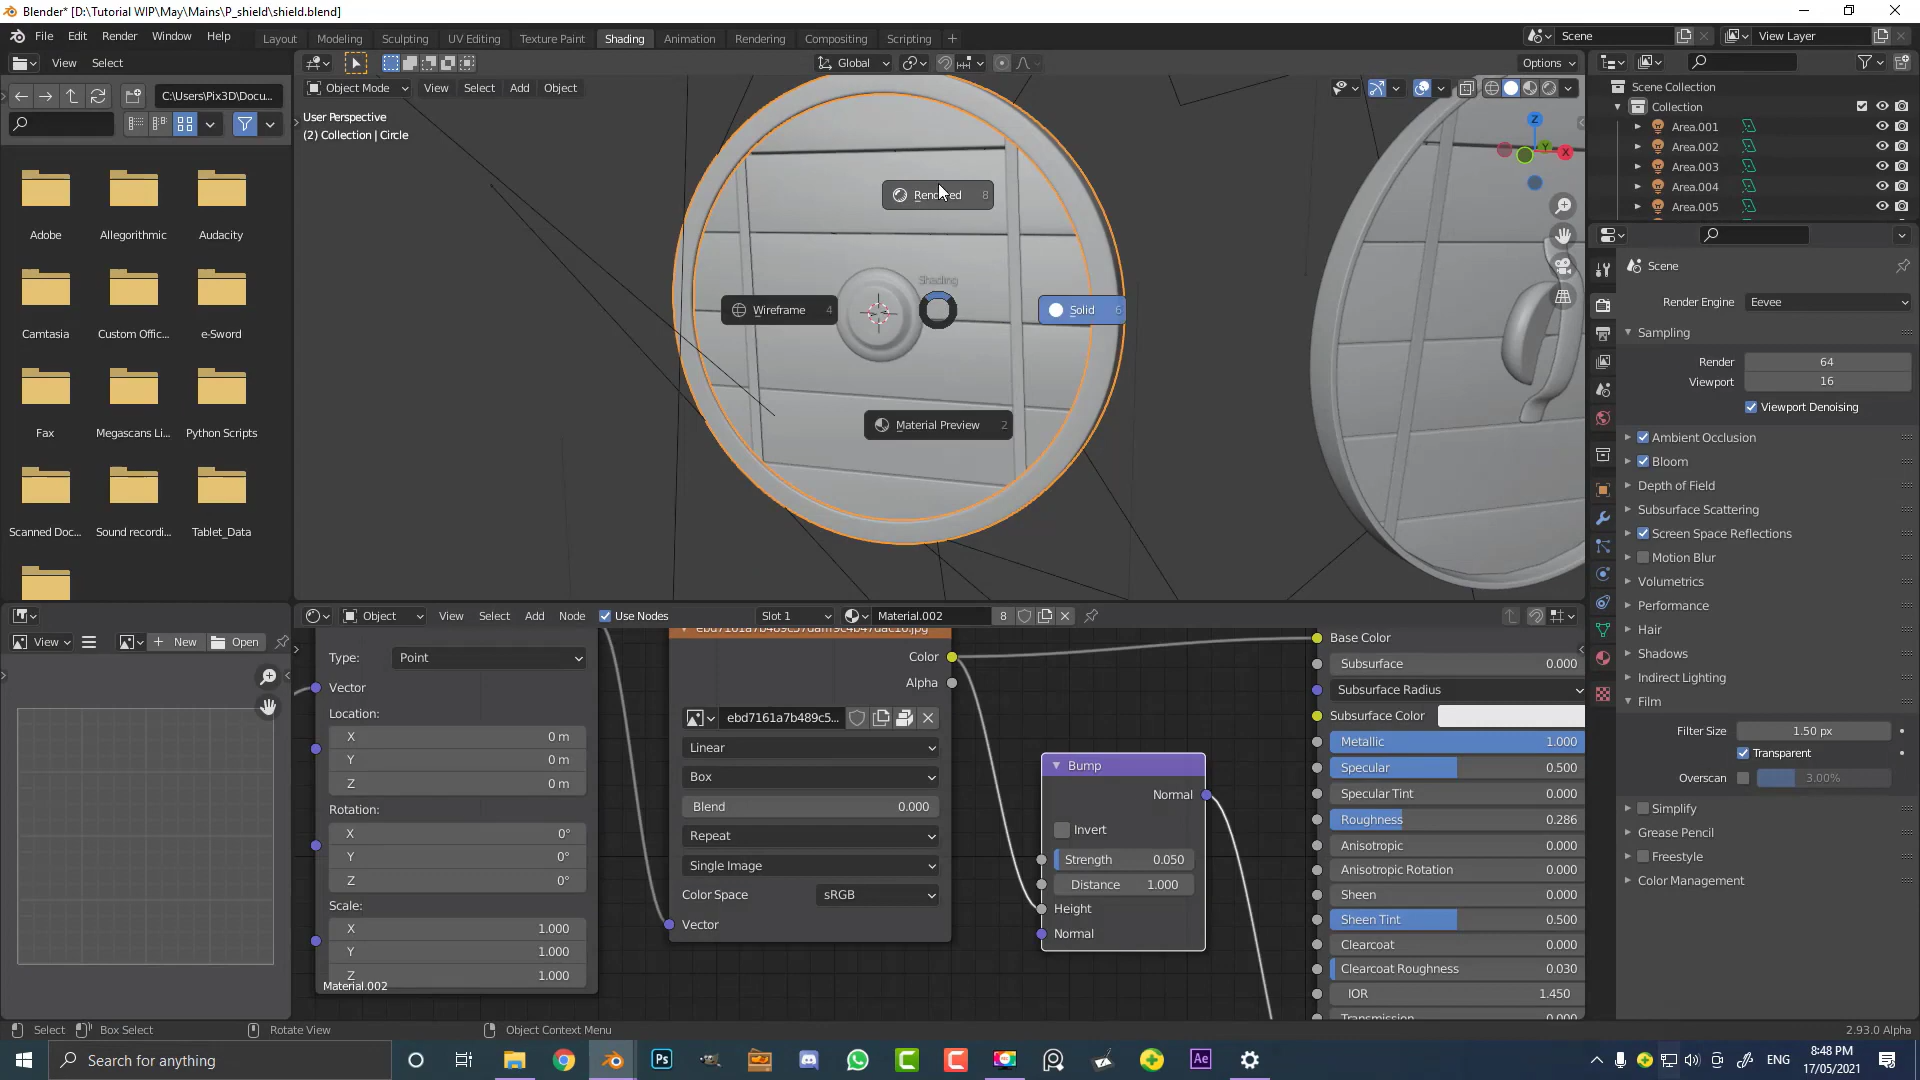 Blender* [D:\Tutorial WIP\May\Mains\P_shield\shield.blend]
File Edit Render Window Help
Layout Modeling Sculpting UV Editing Texture Paint Shading Animation Rendering Compositing Scripting +
Scene
View Layer
View Select
Global
Options
C:\Users\Pix3D\Docu...
Object Mode View Select Add Object
User Perspective
(2) Collection | Circle
Adobe Allegorithmic Audacity
Camtasia Custom Offic... e-Sword
Fax Megascans Li... Python Scripts
Scanned Doc... Sound recordi... Tablet_Data
Rendered 8
Shading
Wireframe 4
Solid 6
Material Preview 2
Z
Y
X
Scene Collection
Collection
Area.001
Area.002
Area.003
Area.004
Area.005
Scene
Render Engine Eevee
Sampling
Render 64
Viewport 16
Viewport Denoising
Ambient Occlusion
Bloom
Depth of Field
Subsurface Scattering
Screen Space Reflections
Motion Blur
Volumetrics
Performance
Hair
Shadows
Indirect Lighting
Film
Filter Size 1.50 px
Transparent
Overscan 3.00%
Simplify
Grease Pencil
Freestyle
Color Management
View New Open
Object View Select Add Node Use Nodes Slot 1 Material.002 8
Type: Point
Vector
Location:
X 0 m
Y 0 m
Z 0 m
Rotation:
X 0°
Y 0°
Z 0°
Scale:
X 1.000
Y 1.000
Z 1.000
Material.002
Color
Alpha
ebd7161a7b489c5...
Linear
Box
Blend 0.000
Repeat
Single Image
Color Space sRGB
Vector
Bump
Normal
Invert
Strength 0.050
Distance 1.000
Height
Normal
Base Color
Subsurface 0.000
Subsurface Radius
Subsurface Color
Metallic 1.000
Specular 0.500
Specular Tint 0.000
Roughness 0.286
Anisotropic 0.000
Anisotropic Rotation 0.000
Sheen 0.000
Sheen Tint 0.500
Clearcoat 0.000
Clearcoat Roughness 0.030
IOR 1.450
Transmission 0.000
Select Box Select Rotate View Object Context Menu 2.93.0 Alpha
Search for anything
Ps
Ae
ENG
8:48 PM
17/05/2021